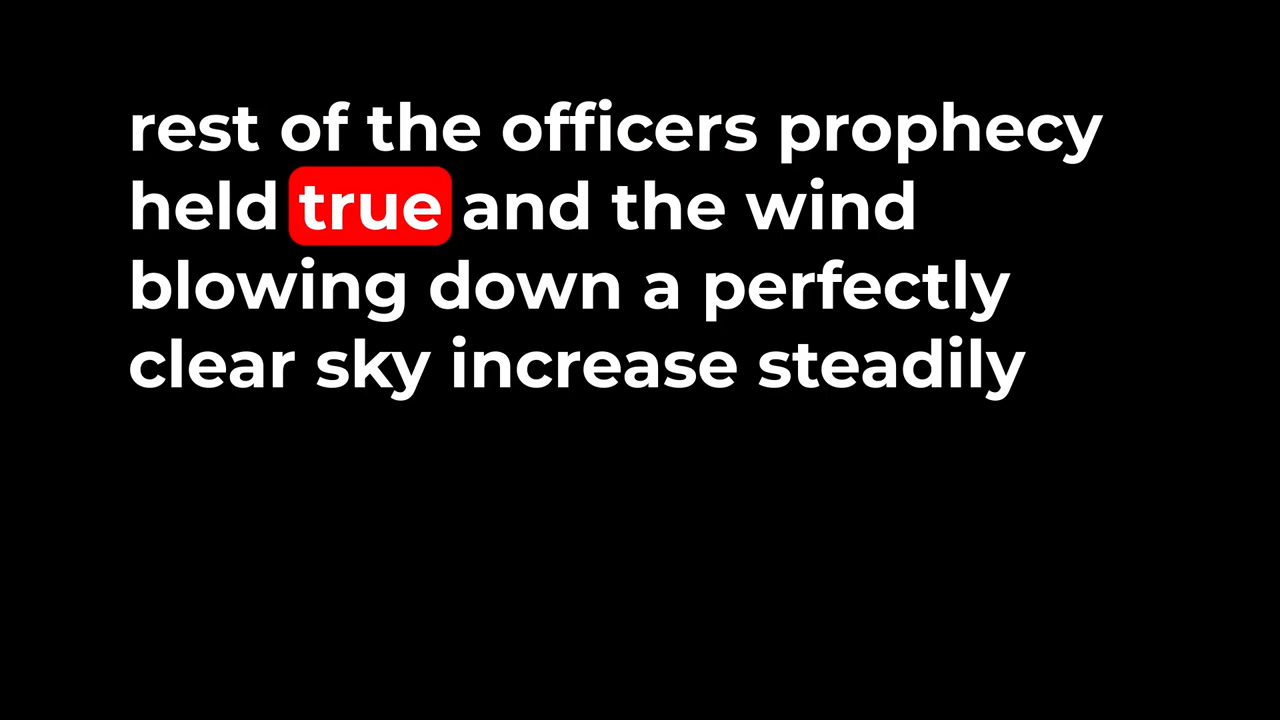 rest of the officers prophecy
held true and the wind
blowing down a perfectly
clear sky increase steadily